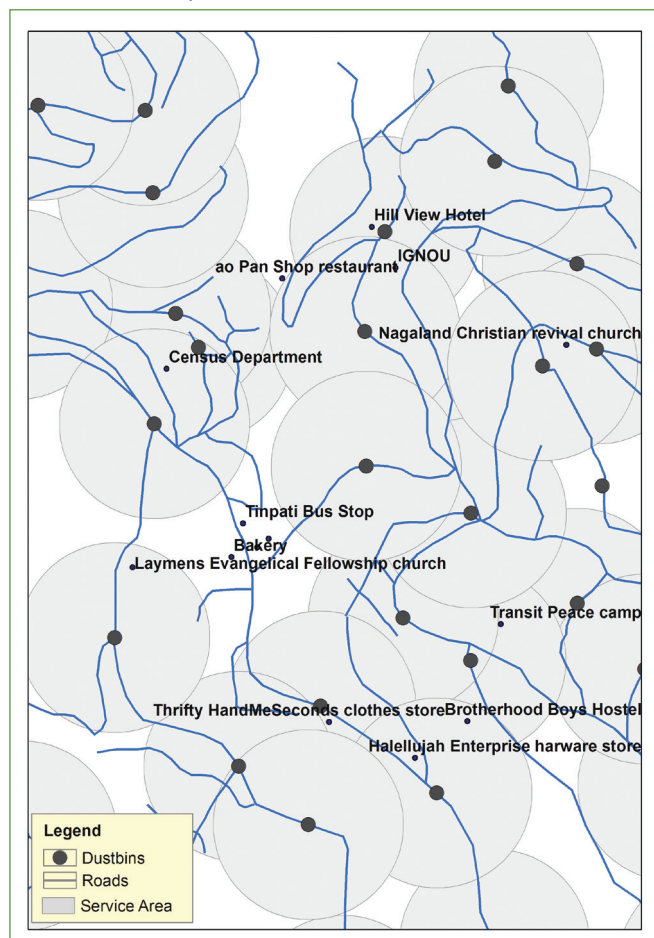 Hill View Hotel
IGNOU
ao Pan Shop restaurant
Nagaland Christian revival church
Census Department
Tinpati Bus Stop
Bakery
Laymens Evangelical Fellowship church
Transit Peace camp
Thrifty HandMeSeconds clothes store
Brotherhood Boys Hostel
Halellujah Enterprise harware store
Legend
Dustbins
Roads
Service Area